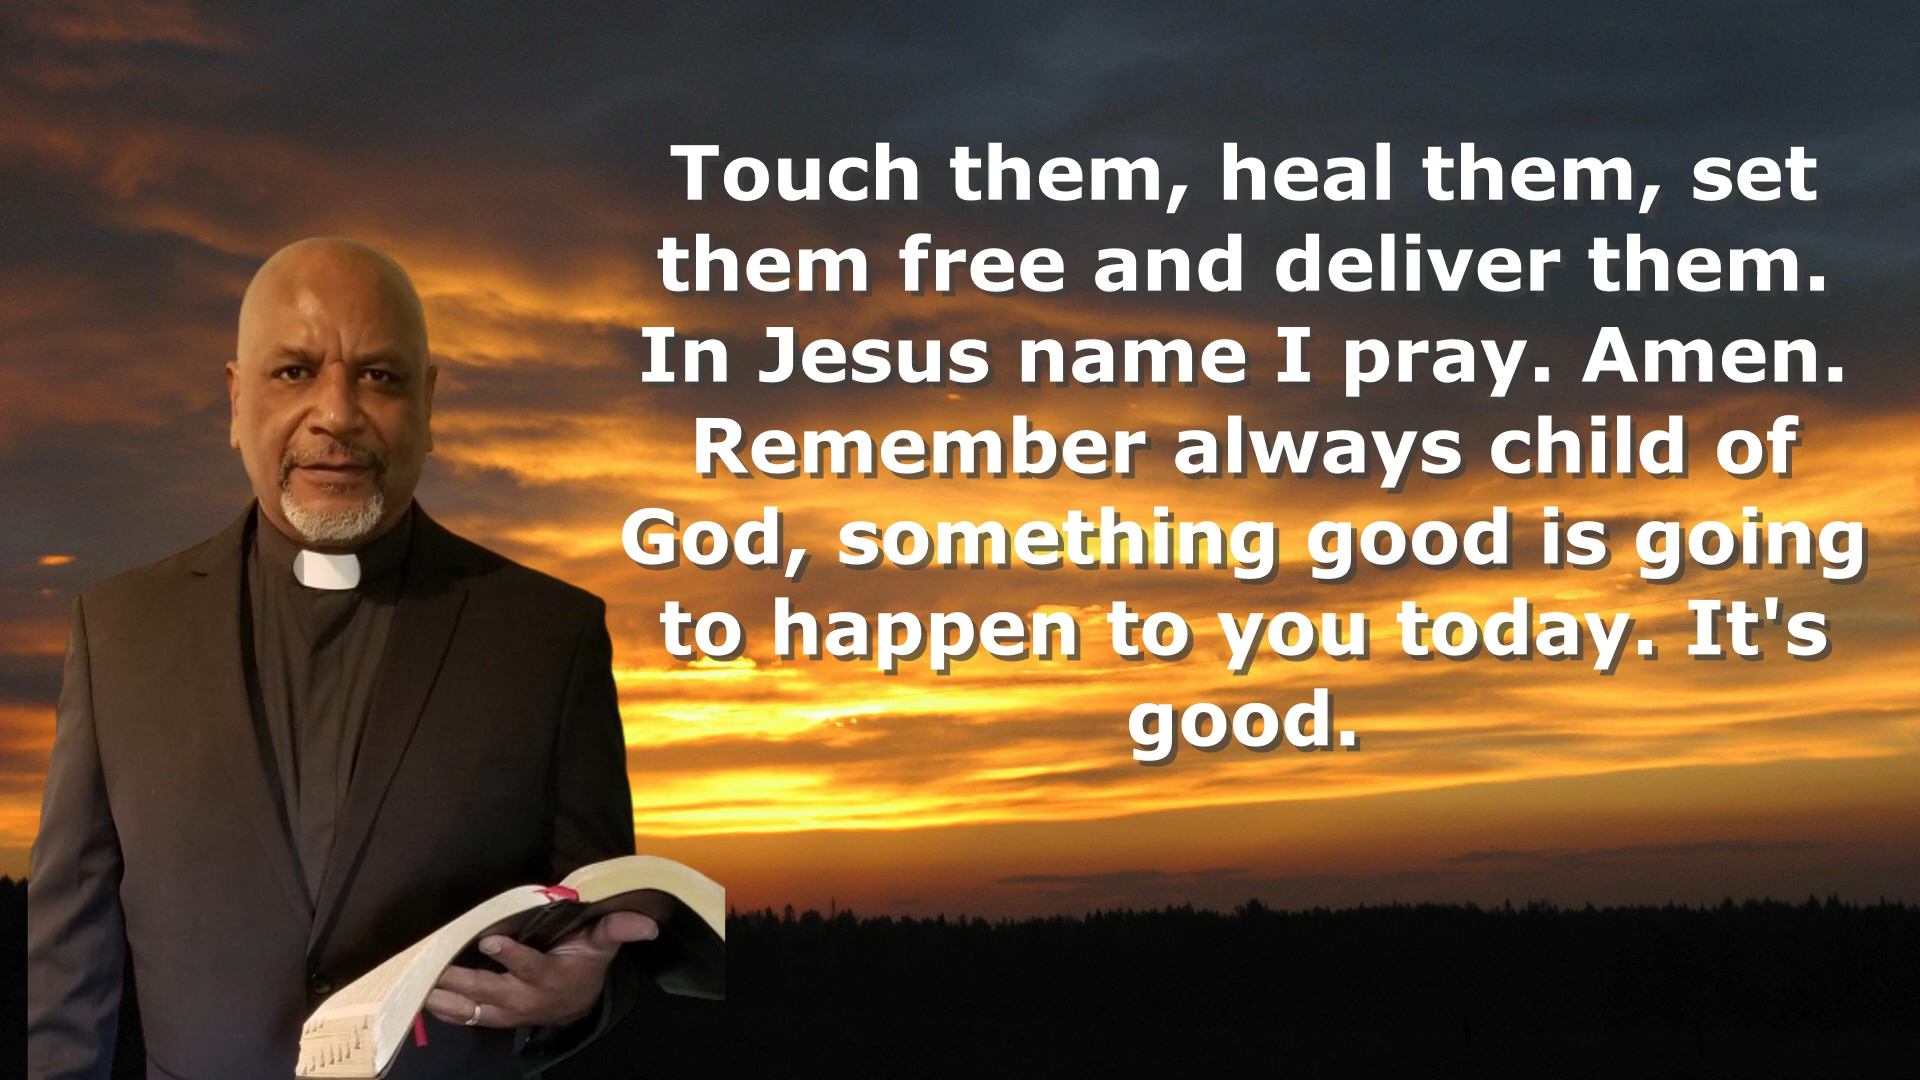 Touch them, heal them, set
them free and deliver them.
In Jesus name I pray. Amen.
Remember always child of
God, something good is going
to happen to you today. It's
good.